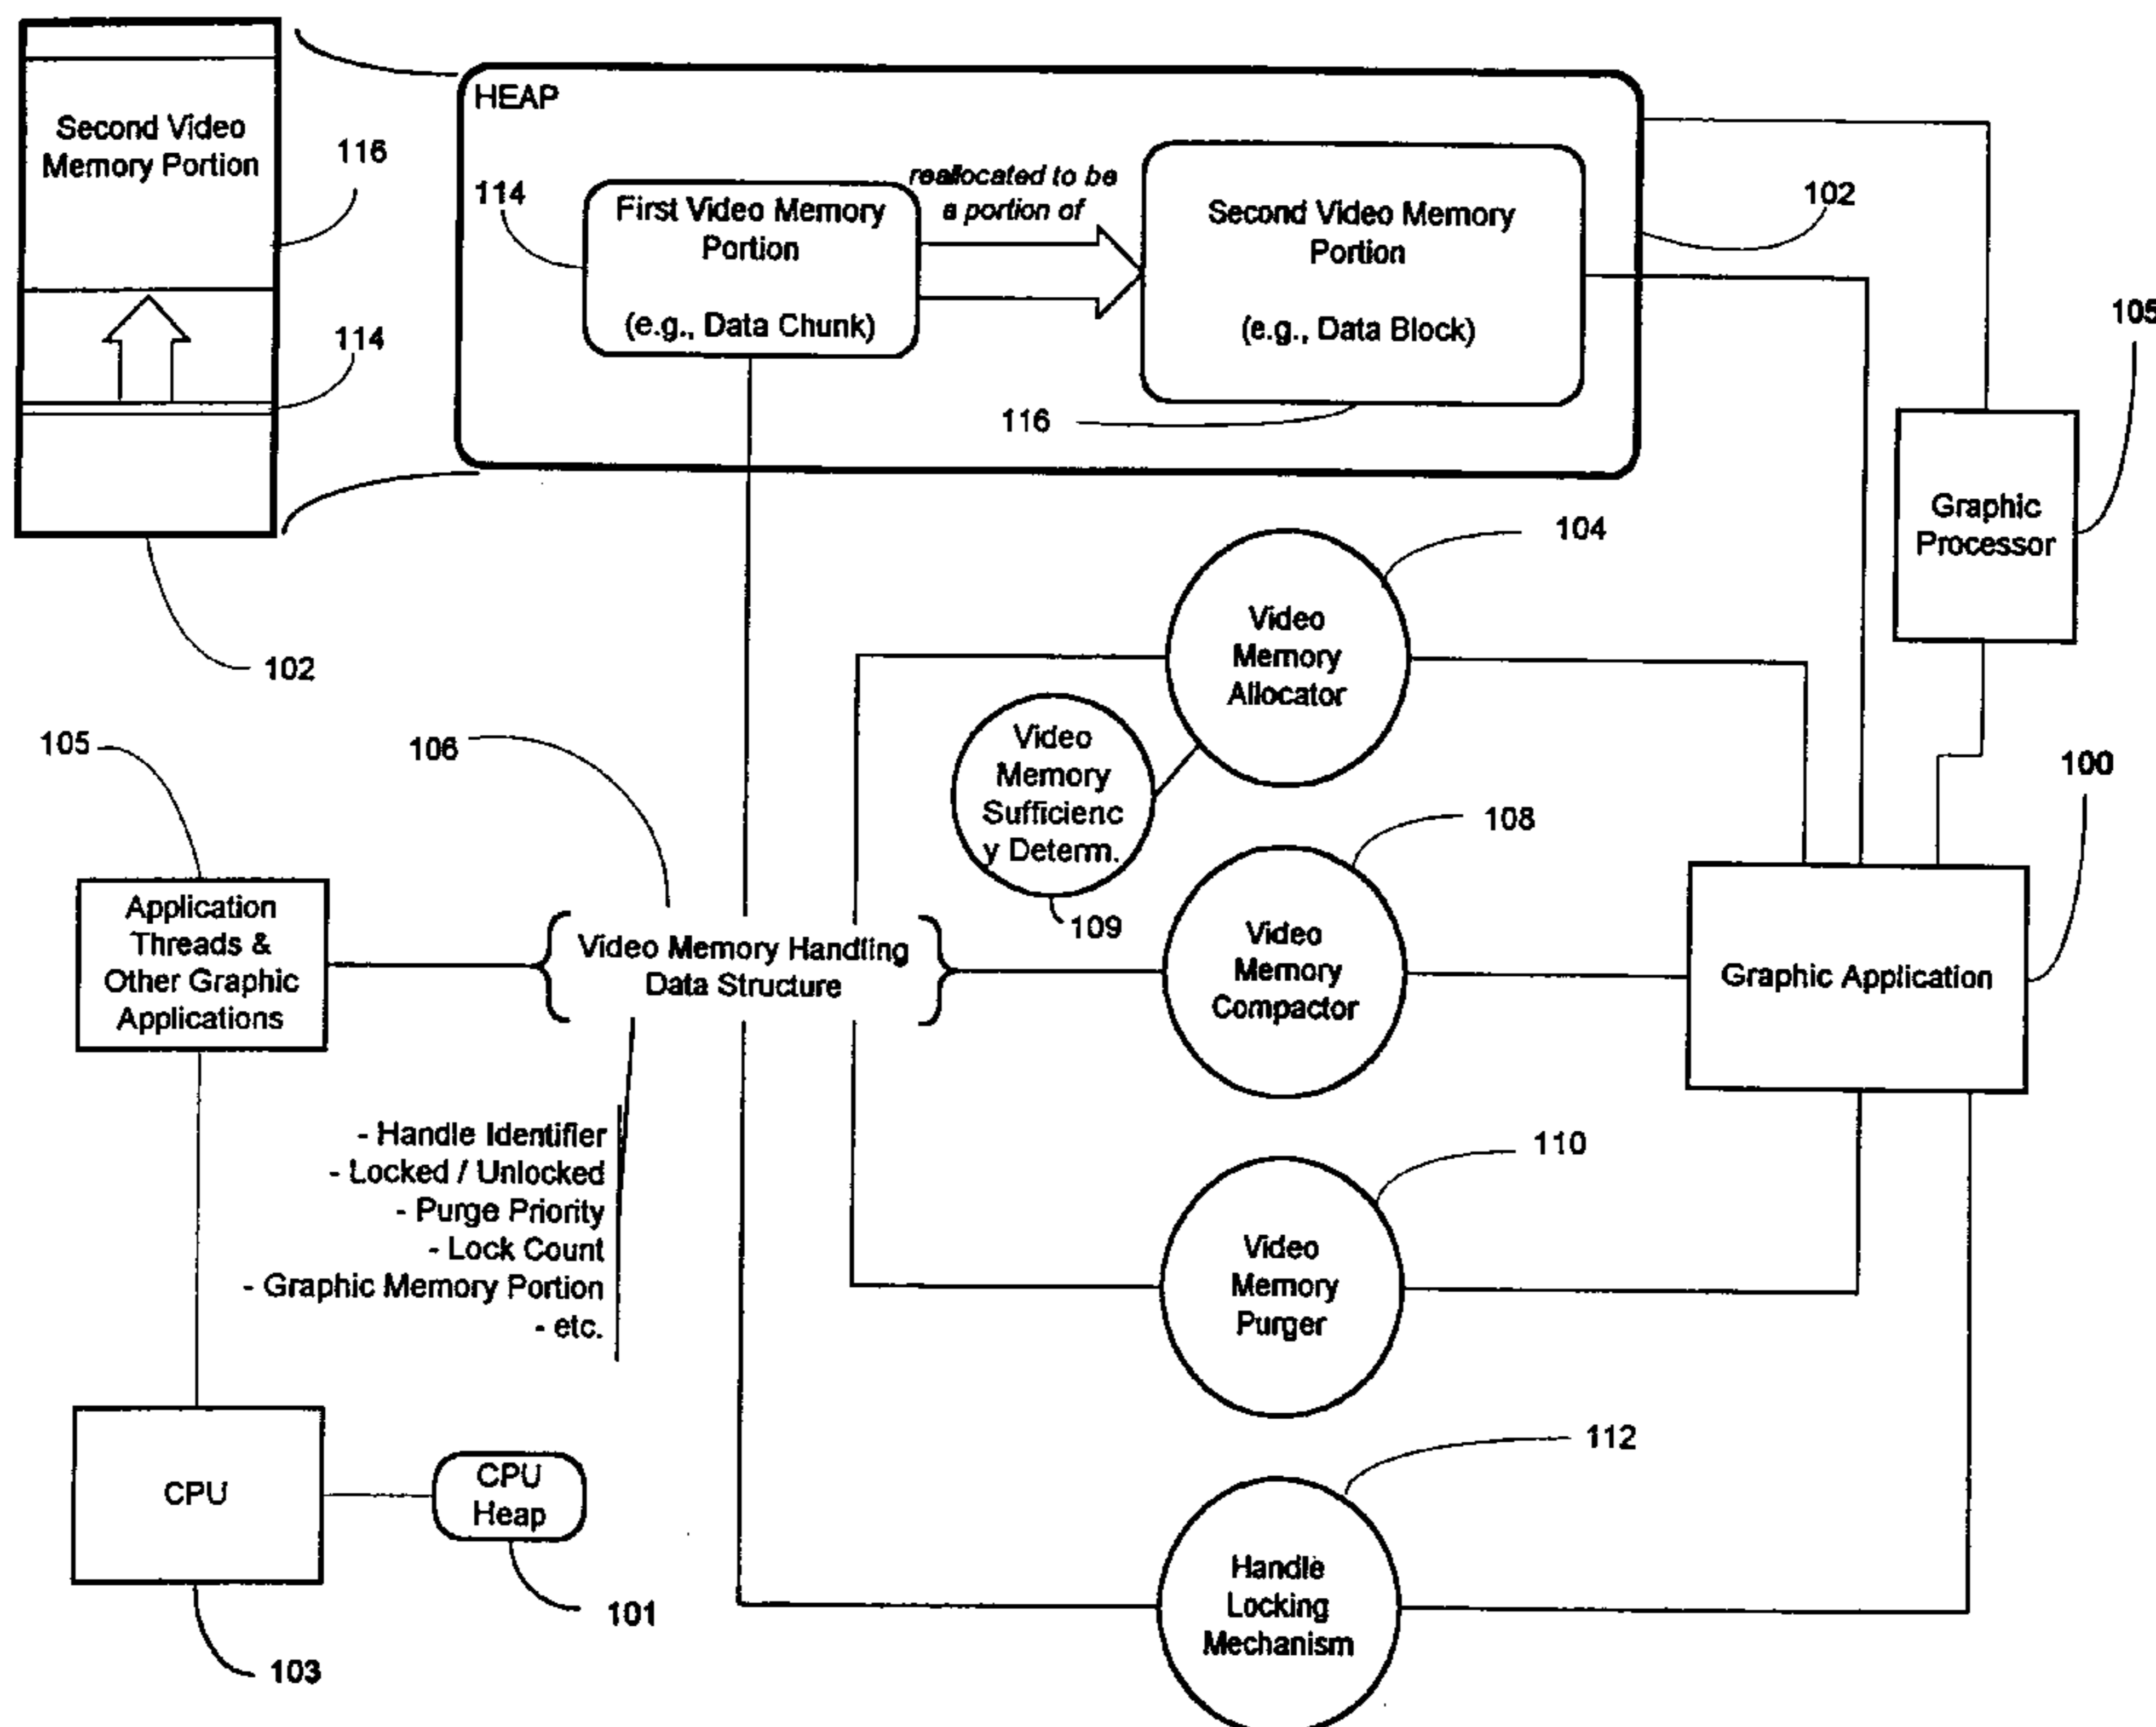 HEAP
Second Video
Memory Portion
116
114
102
114
First Video Memory
Portion
(e.g., Data Chunk)
reallocated to be
a portion of
Second Video Memory
Portion
(e.g., Data Block)
116
102
105
Graphic
Processor
104
Video
Memory
Allocator
Video
Memory
Sufficienc
y Determ.
109
105
106
Application
Threads &
Other Graphic
Applications
Video Memory Handling
Data Structure
108
Video
Memory
Compactor
100
Graphic Application
- Handle Identifier
- Locked / Unlocked
- Purge Priority
- Lock Count
- Graphic Memory Portion
- etc.
110
Video
Memory
Purger
CPU
103
CPU
Heap
101
112
Handle
Locking
Mechanism